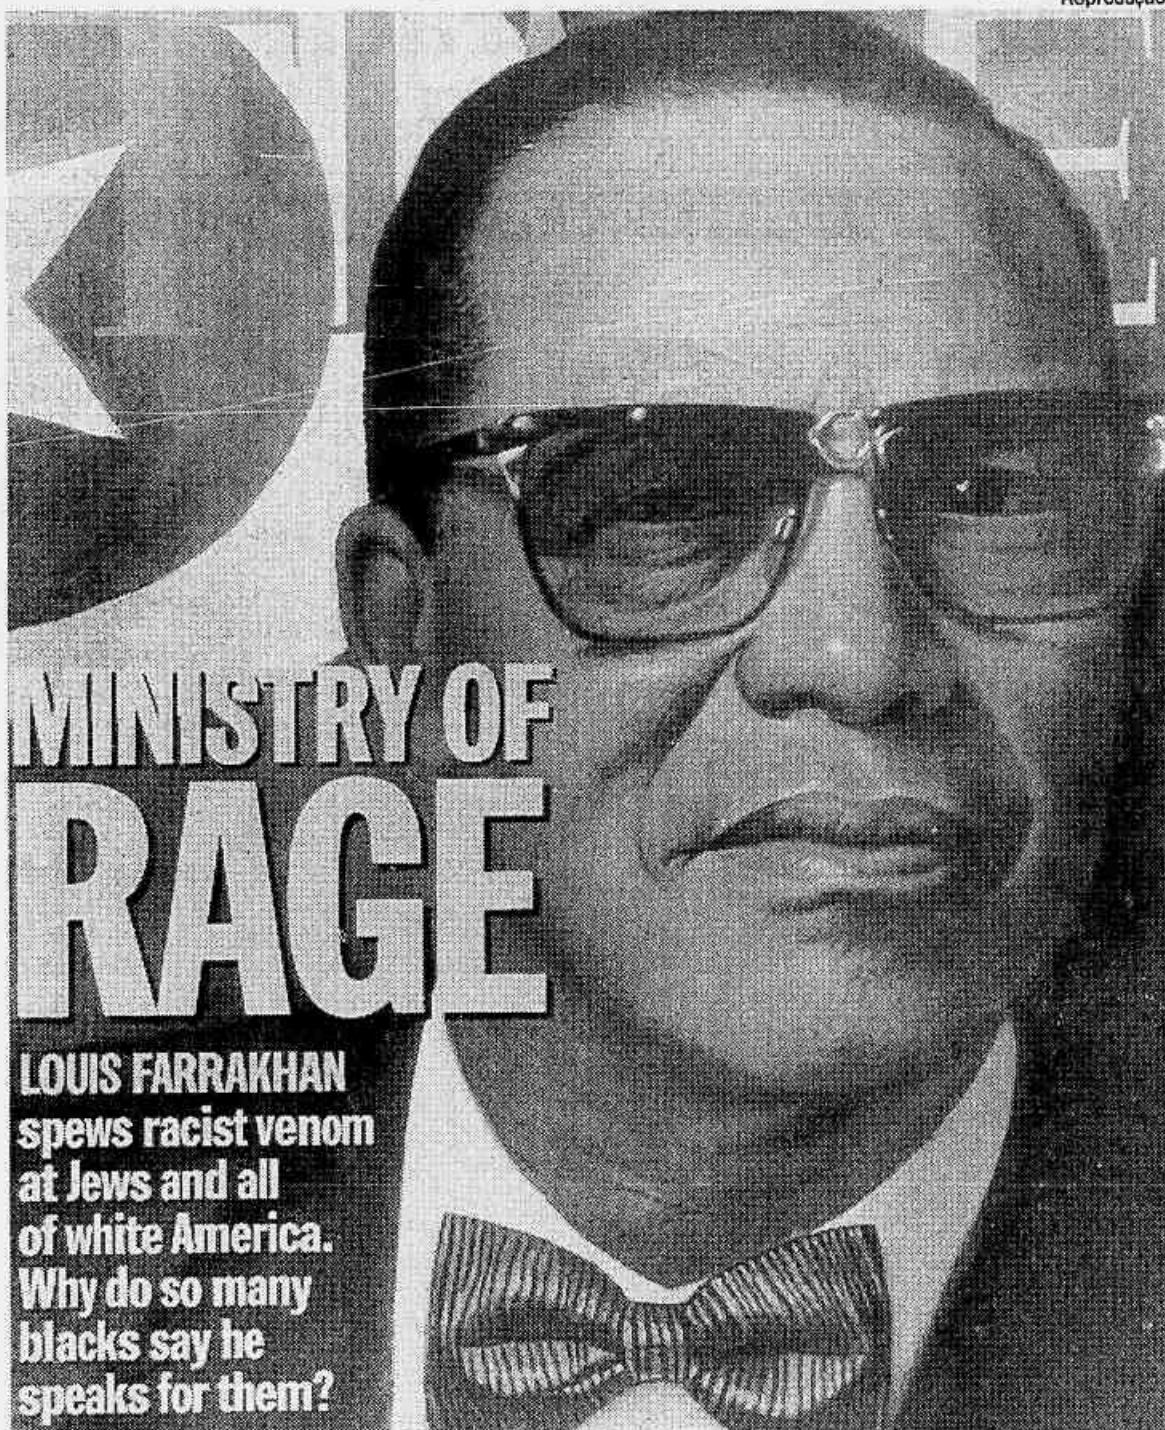 Reprodução
MINISTRY OF
RAGE
LOUIS FARRAKHAN
spews racist venom
at Jews and all
of white America.
Why do so many
blacks say he
speaks for them?